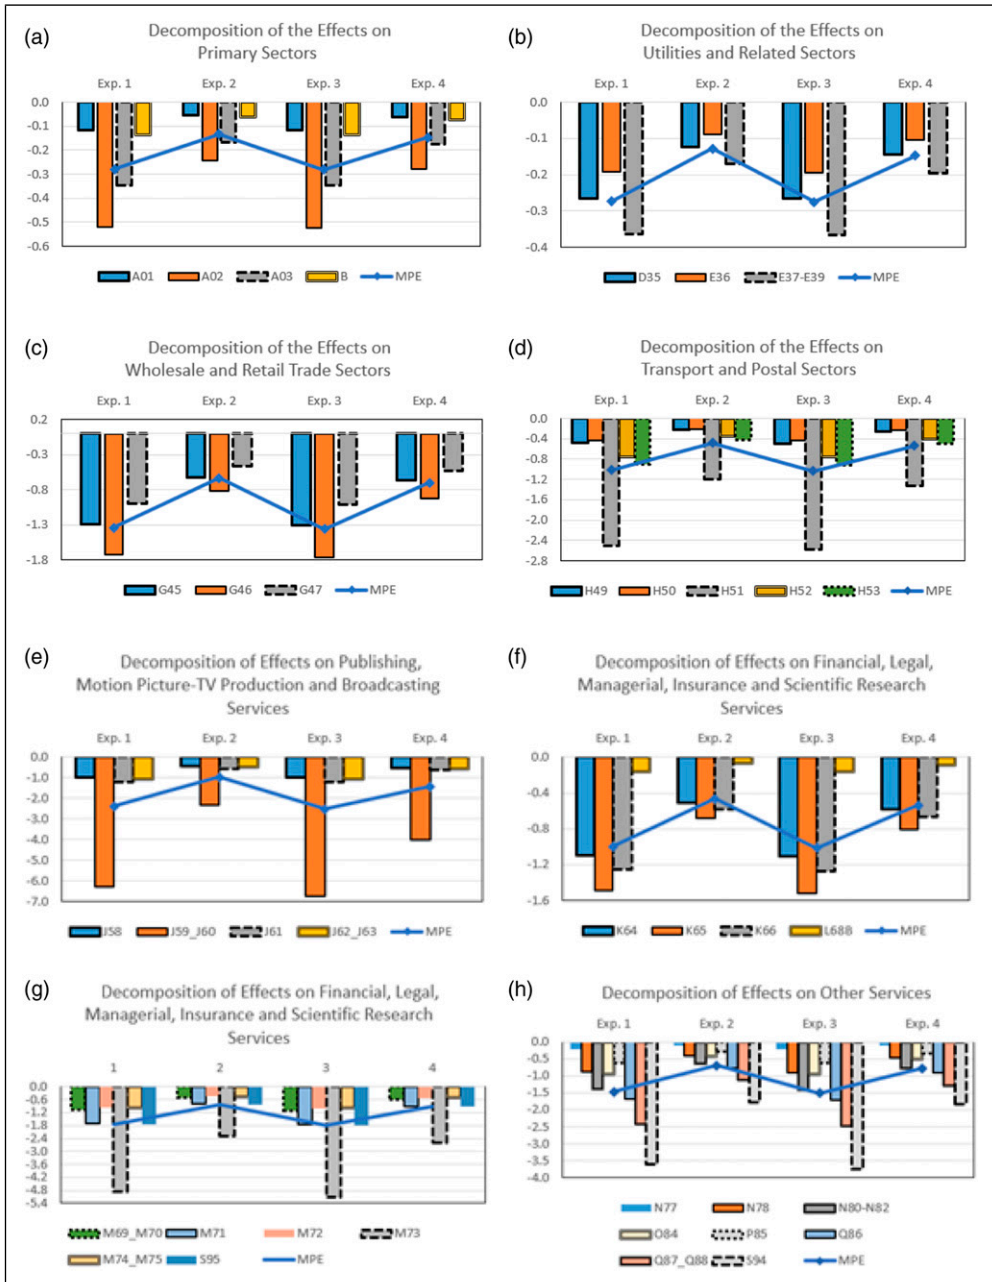 (a)
Decomposition of the Effects on
Primary Sectors
Exp. 1 Exp. 2 Exp. 3 Exp. 4
0.0
-0.1
-0.2
-0.3
-0.4
-0.5
-0.6
A01 A02 A03 B MPE
(b)
Decomposition of the Effects on
Utilities and Related Sectors
Exp. 1 Exp. 2 Exp. 3 Exp. 4
0.0
-0.1
-0.2
-0.3
-0.4
D35 E36 E37-E39 MPE
(c)
Decomposition of the Effects on
Wholesale and Retail Trade Sectors
Exp. 1 Exp. 2 Exp. 3 Exp. 4
0.2
-0.3
-0.8
-1.3
-1.8
G45 G46 G47 MPE
(d)
Decomposition of the Effects on
Transport and Postal Sectors
Exp. 1 Exp. 2 Exp. 3 Exp. 4
0.0
-0.4
-0.8
-1.2
-1.6
-2.0
-2.4
-2.8
H49 H50 H51 H52 H53 MPE
(e)
Decomposition of Effects on Publishing,
Motion Picture-TV Production and Broadcasting
Services
Exp. 1 Exp. 2 Exp. 3 Exp. 4
0.0
-1.0
-2.0
-3.0
-4.0
-5.0
-6.0
-7.0
J58 J59_J60 J61 J62_J63 MPE
(f)
Decomposition of Effects on Financial, Legal,
Managerial, Insurance and Scientific Research
Services
Exp. 1 Exp. 2 Exp. 3 Exp. 4
0.0
-0.4
-0.8
-1.2
-1.6
K64 K65 K66 L68B MPE
(g)
Decomposition of Effects on Financial, Legal,
Managerial, Insurance and Scientific Research
Services
1 2 3 4
0.0
-0.6
-1.2
-1.8
-2.4
-3.0
-3.6
-4.2
-4.8
-5.4
M69_M70 M71 M72 M73
M74_M75 S95 MPE
(h)
Decomposition of Effects on Other Services
Exp. 1 Exp. 2 Exp. 3 Exp. 4
0.0
-0.5
-1.0
-1.5
-2.0
-2.5
-3.0
-3.5
-4.0
N77 N78 N80-N82
O84 P85 Q86
Q87_Q88 S94 MPE